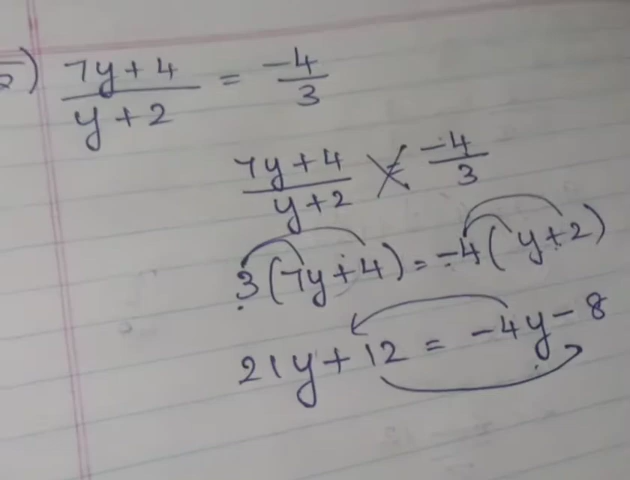 (7y+4)/(y+2) = -4/3
(7y+4)/(y+2) = -4/3
3(7y+4) = -4(y+2)
21y+12 = -4y-8